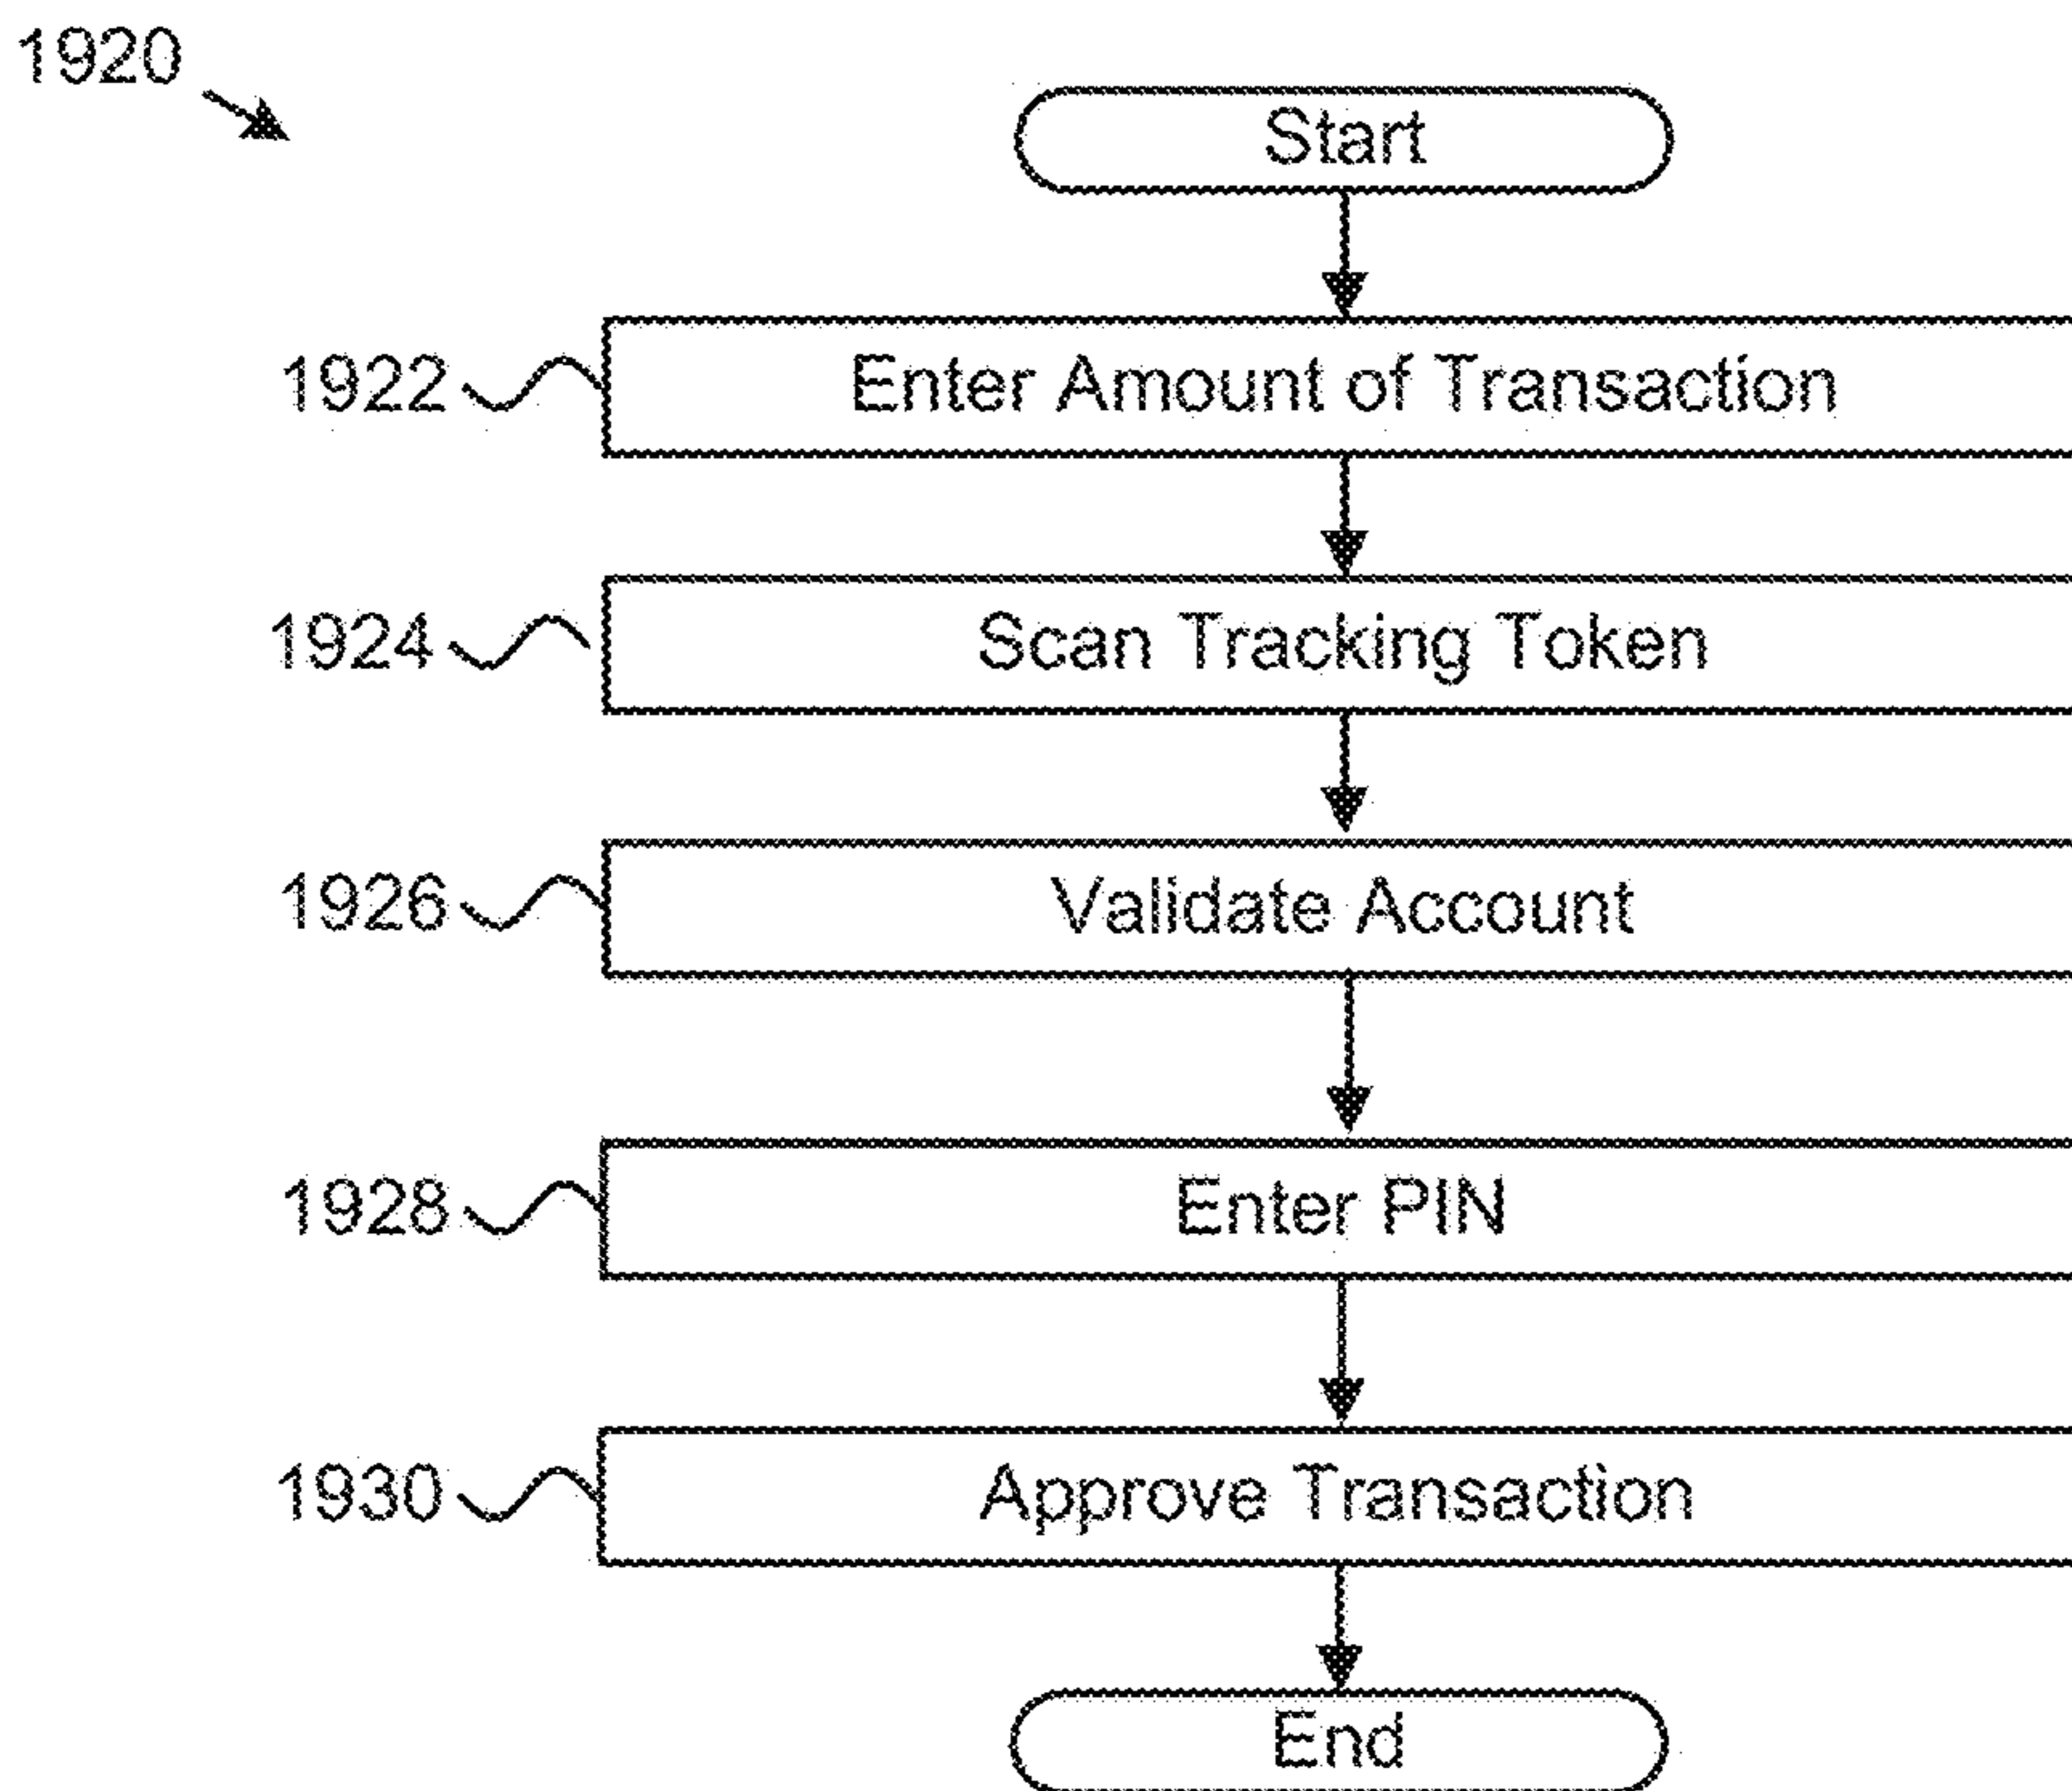 1920
Start
1922 Enter Amount of Transaction
1924 Scan Tracking Token
1926 Validate Account
1928 Enter PIN
1930 Approve Transaction
End